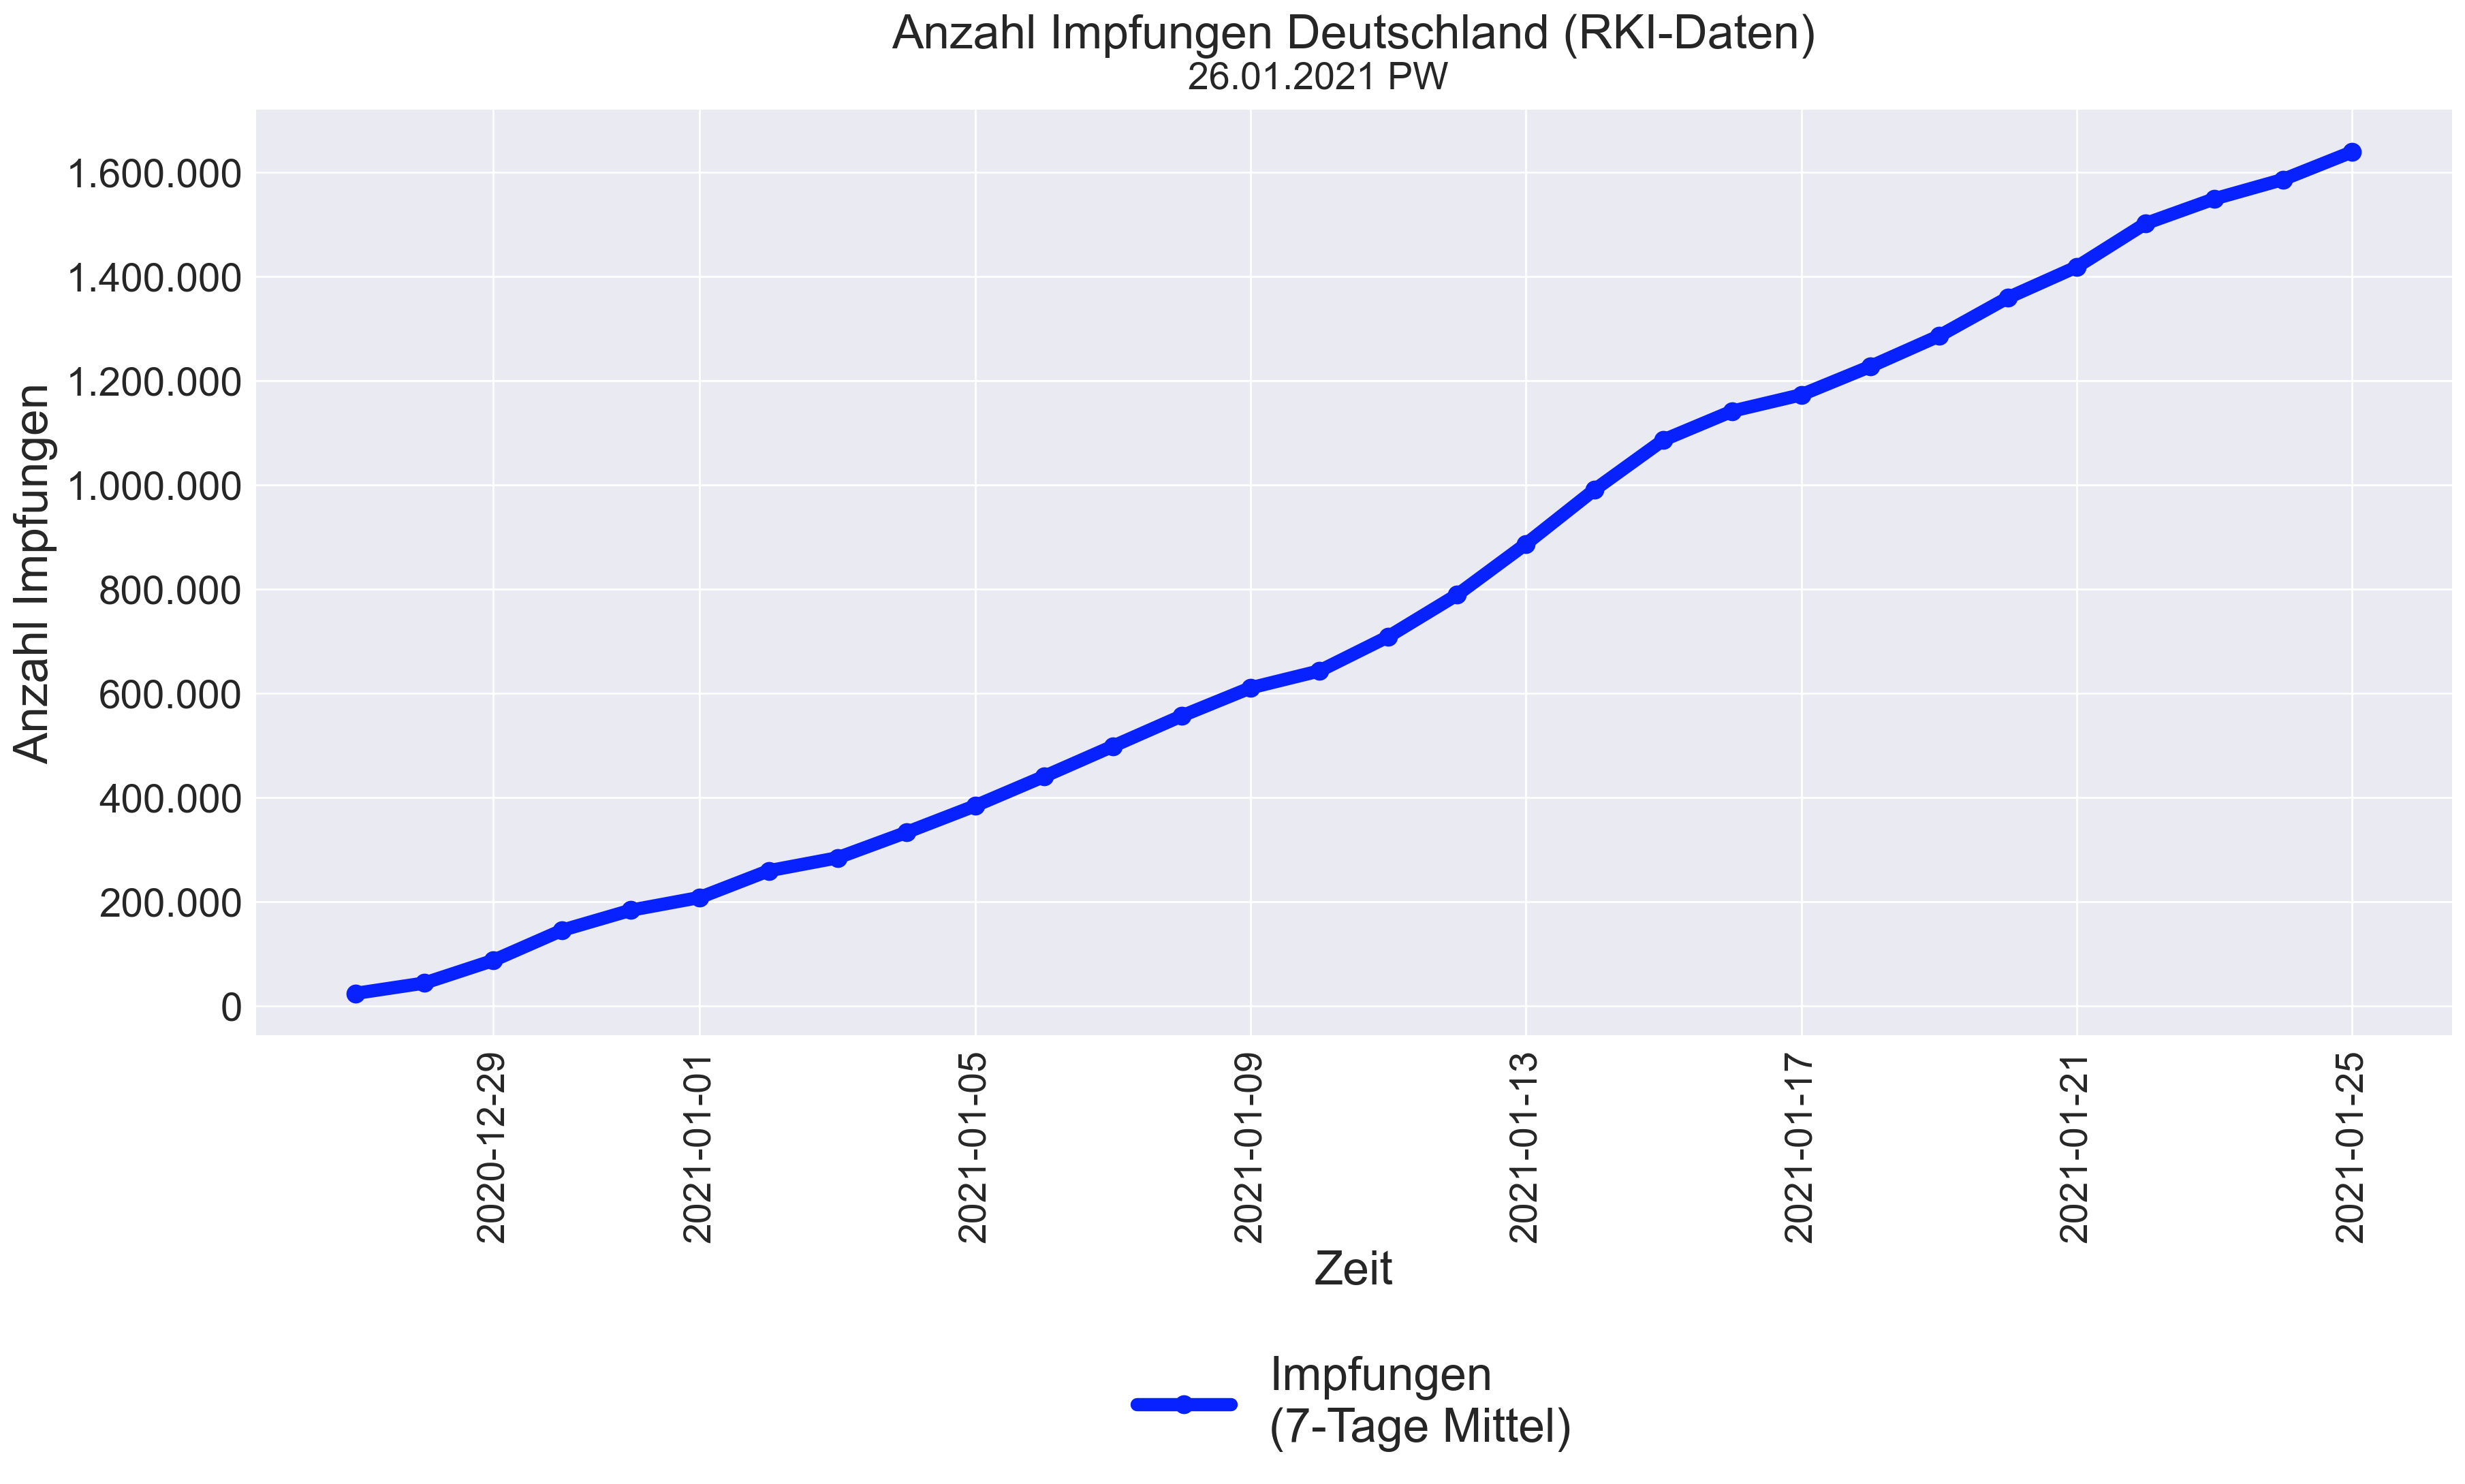 Anzahl Impfungen Deutschland (RKI-Daten)
26.01.2021 PW
Anzahl Impfungen
1.600.000
1.400.000
1.200.000
1.000.000
800.000
600.000
400.000
200.000
0
2020-12-29
2021-01-01
2021-01-05
2021-01-09
2021-01-13
2021-01-17
2021-01-21
2021-01-25
Zeit
Impfungen
(7-Tage Mittel)